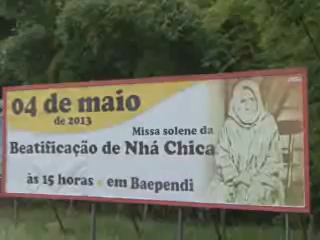 04 de maio
de 2013
Missa solene da
Beatificação de Nhá Chica
às 15 horas • em Baependi